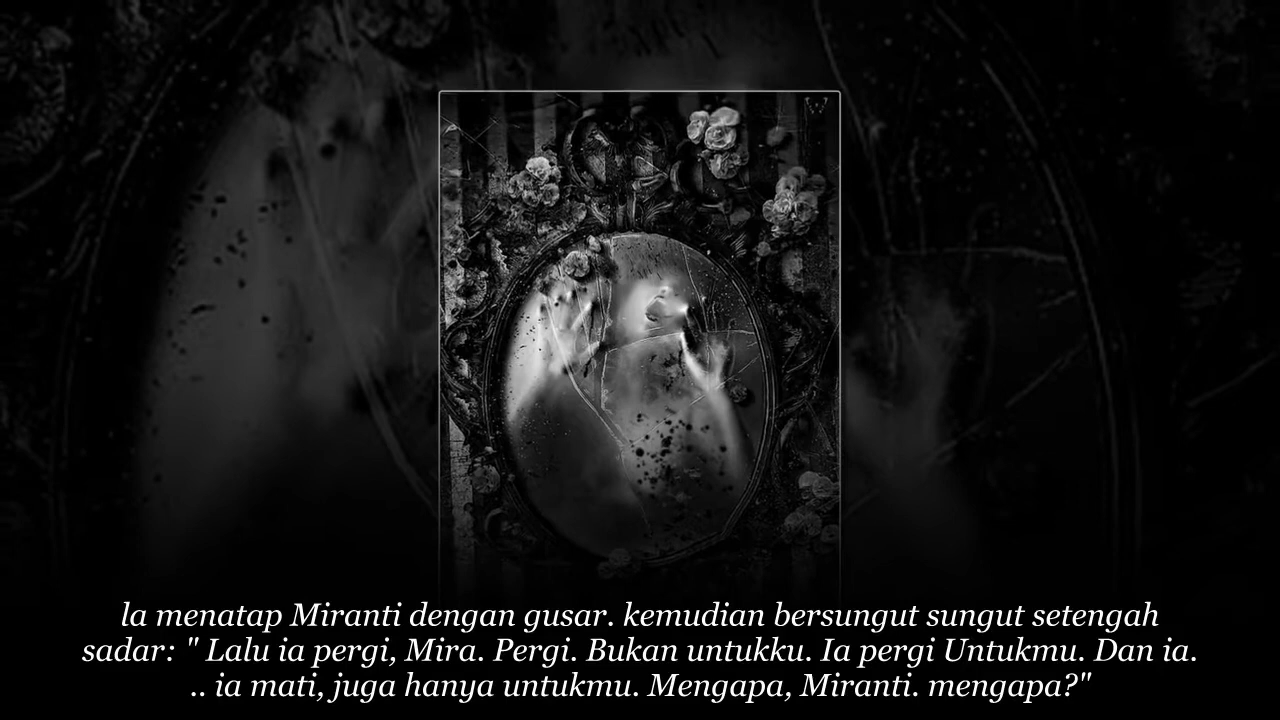 la menatap Miranti dengan gusar. kemudian bersungut sungut setengah
sadar: " Lalu ia pergi, Mira. Pergi. Bukan untukku. Ia pergi Untukmu. Dan ia.
.. ia mati, juga hanya untukmu. Mengapa, Miranti. mengapa?"